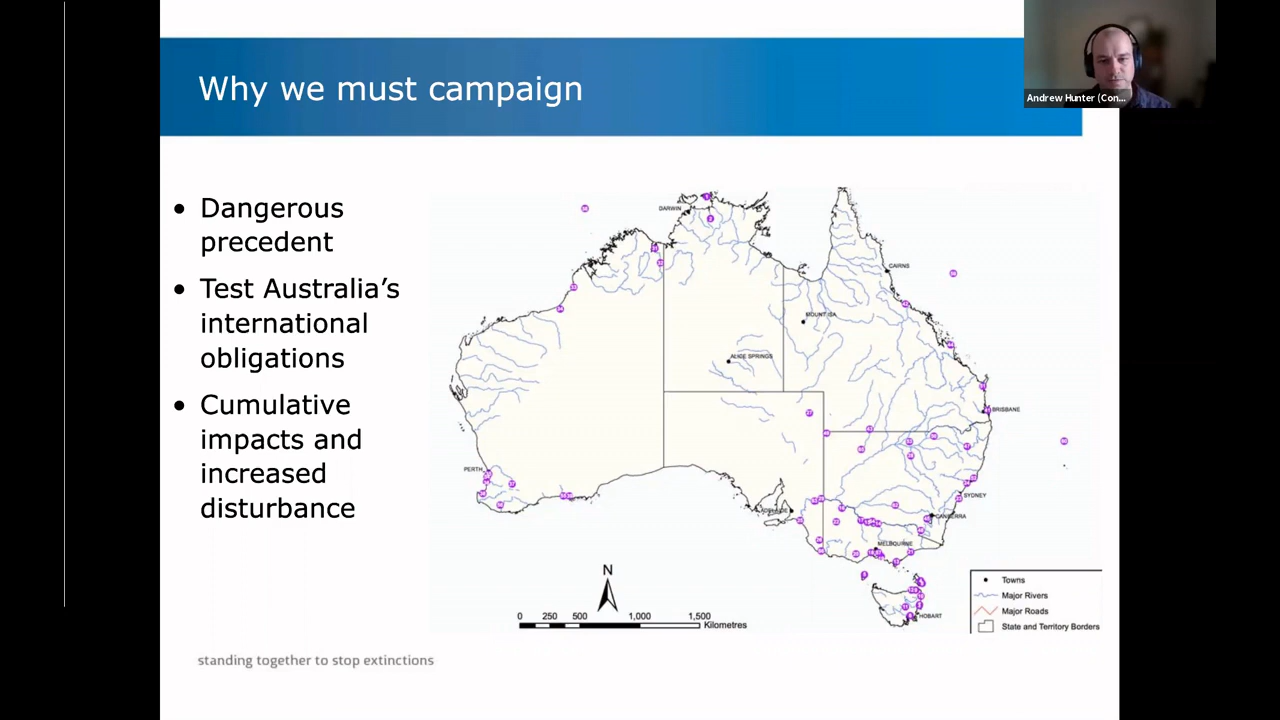 Why we must campaign
Andrew Hunter (Con...
Dangerous
precedent
Test Australia's
international
obligations
Cumulative
impacts and
increased
disturbance
DARWIN
CAIRNS
MOUNT ISA
ALICE SPRINGS
BRISBANE
PERTH
SYDNEY
ADELAIDE
CANBERRA
MELBOURNE
HOBART
N
0 250 500 1,000 1,500
Kilometres
Towns
Major Rivers
Major Roads
State and Territory Borders
standing together to stop extinctions